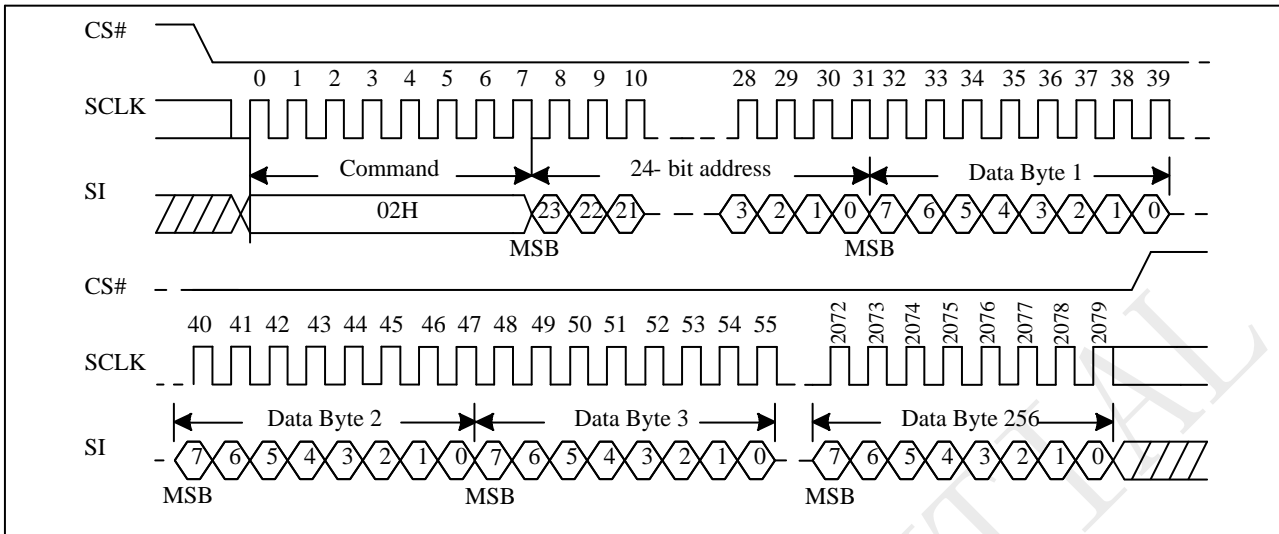 CS#
0 1 2 3 4 5 6 7 8 9 10 28 29 30 31 32 33 34 35 36 37 38 39
SCLK
Command 24- bit address Data Byte 1
SI
02H 23 22 21 3 2 1 0 7 6 5 4 3 2 1 0
MSB MSB
CS#
40 41 42 43 44 45 46 47 48 49 50 51 52 53 54 55 2072 2073 2074 2075 2076 2077 2078 2079
SCLK
Data Byte 2 Data Byte 3 Data Byte 256
SI
7 6 5 4 3 2 1 0 7 6 5 4 3 2 1 0 7 6 5 4 3 2 1 0
MSB MSB MSB